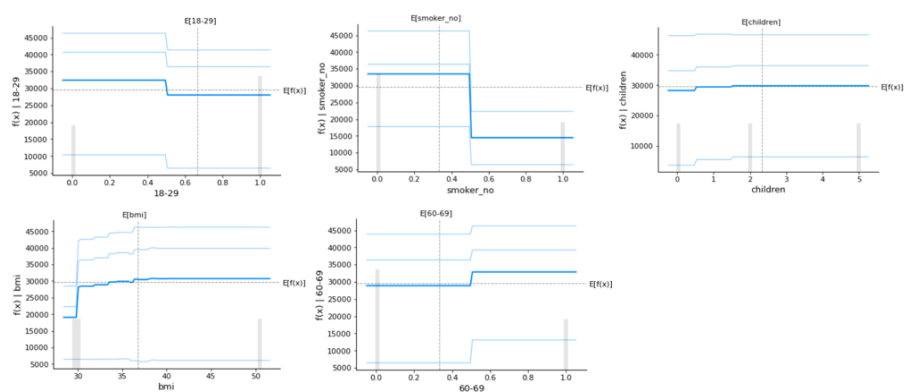 E[18-29]
f(x) | 18-29
45000
40000
35000
30000
25000
20000
15000
10000
5000
E[f(x)]
0.0 0.2 0.4 0.6 0.8 1.0
18-29
E[smoker_no]
f(x) | smoker_no
45000
40000
35000
30000
25000
20000
15000
10000
5000
E[f(x)]
0.0 0.2 0.4 0.6 0.8 1.0
smoker_no
E[children]
f(x) | children
40000
30000
20000
10000
E[f(x)]
0 1 2 3 4 5
children
E[bmi]
f(x) | bmi
45000
40000
35000
30000
25000
20000
15000
10000
5000
E[f(x)]
30 35 40 45 50
bmi
E[60-69]
f(x) | 60-69
45000
40000
35000
30000
25000
20000
15000
10000
5000
E[f(x)]
0.0 0.2 0.4 0.6 0.8 1.0
60-69